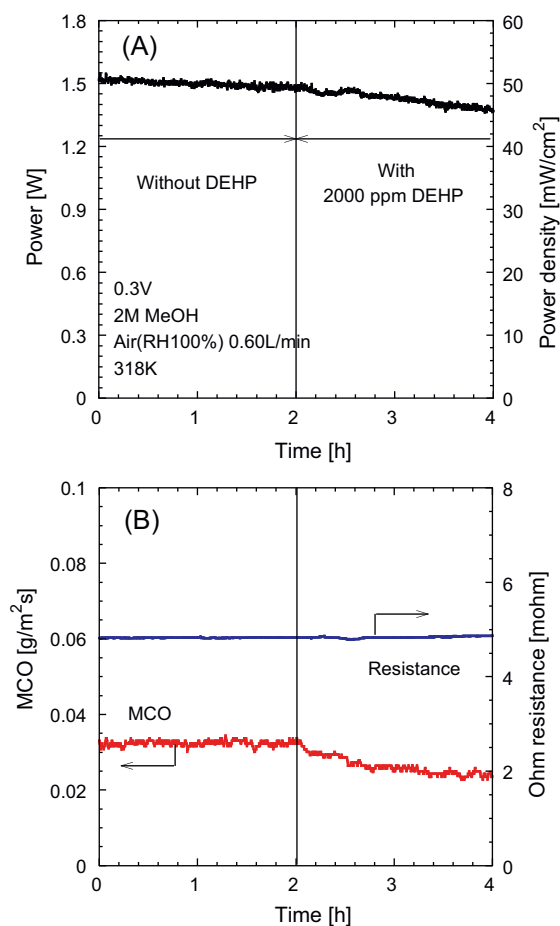 (A)
1.8
1.5
1.2
0.9
0.6
0.3
0
Power [W]
60
50
40
30
20
10
0
Power density [mW/cm²]
Without DEHP
With
2000 ppm DEHP
0.3V
2M MeOH
Air(RH100%) 0.60L/min
318K
0 1 2 3 4
Time [h]
(B)
0.1
0.08
0.06
0.04
0.02
0
MCO [g/m²s]
8
6
4
2
0
Ohm resistance [mohm]
Resistance
MCO
0 1 2 3 4
Time [h]